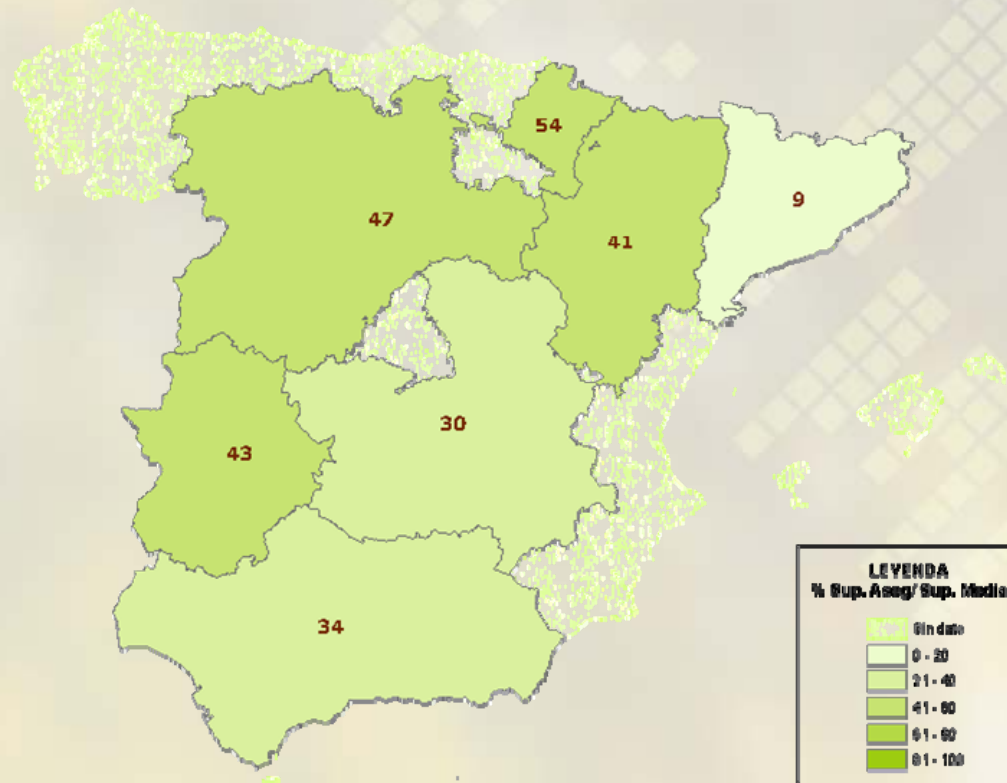 54
47
9
41
30
43
34
LEYENDA
% Sup. Aseg/ Sup. Media
Sin dato
0 - 20
21 - 40
41 - 60
61 - 80
81 - 100